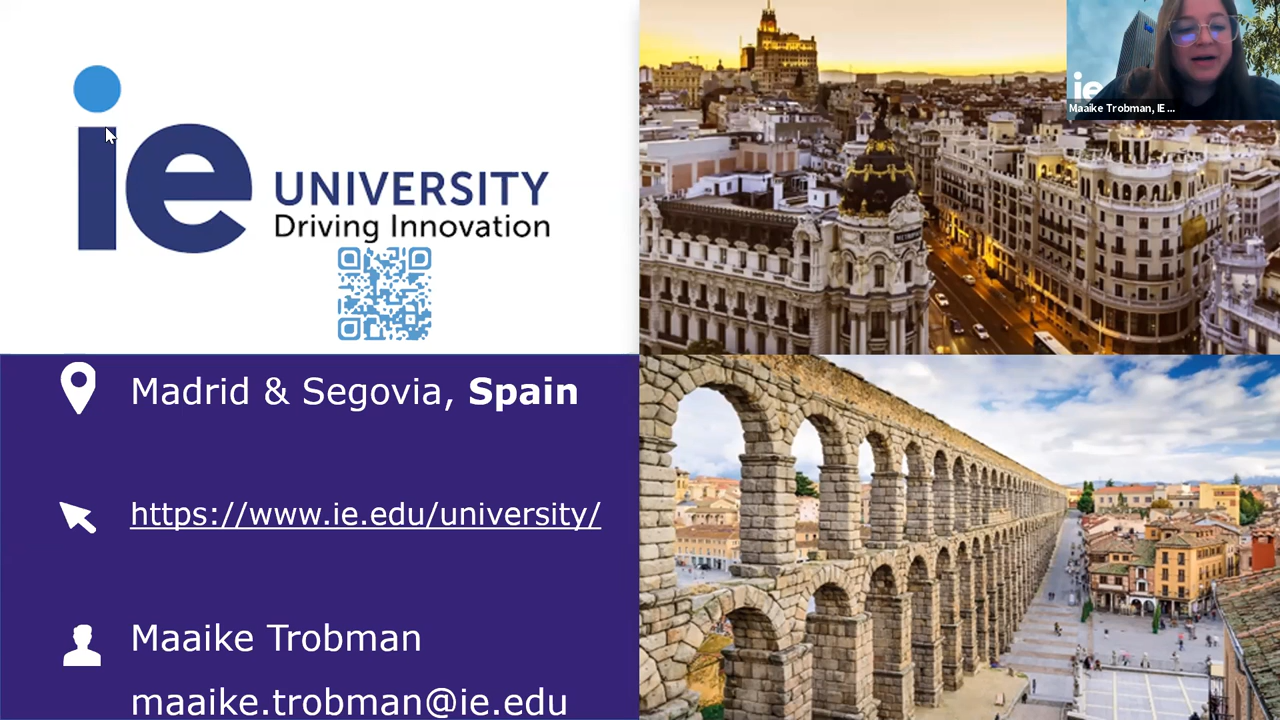 ie
UNIVERSITY
Driving Innovation
Madrid & Segovia, Spain
https://www.ie.edu/university/
Maaike Trobman
maaike.trobman@ie.edu
ie
Maaike Trobman, IE ...